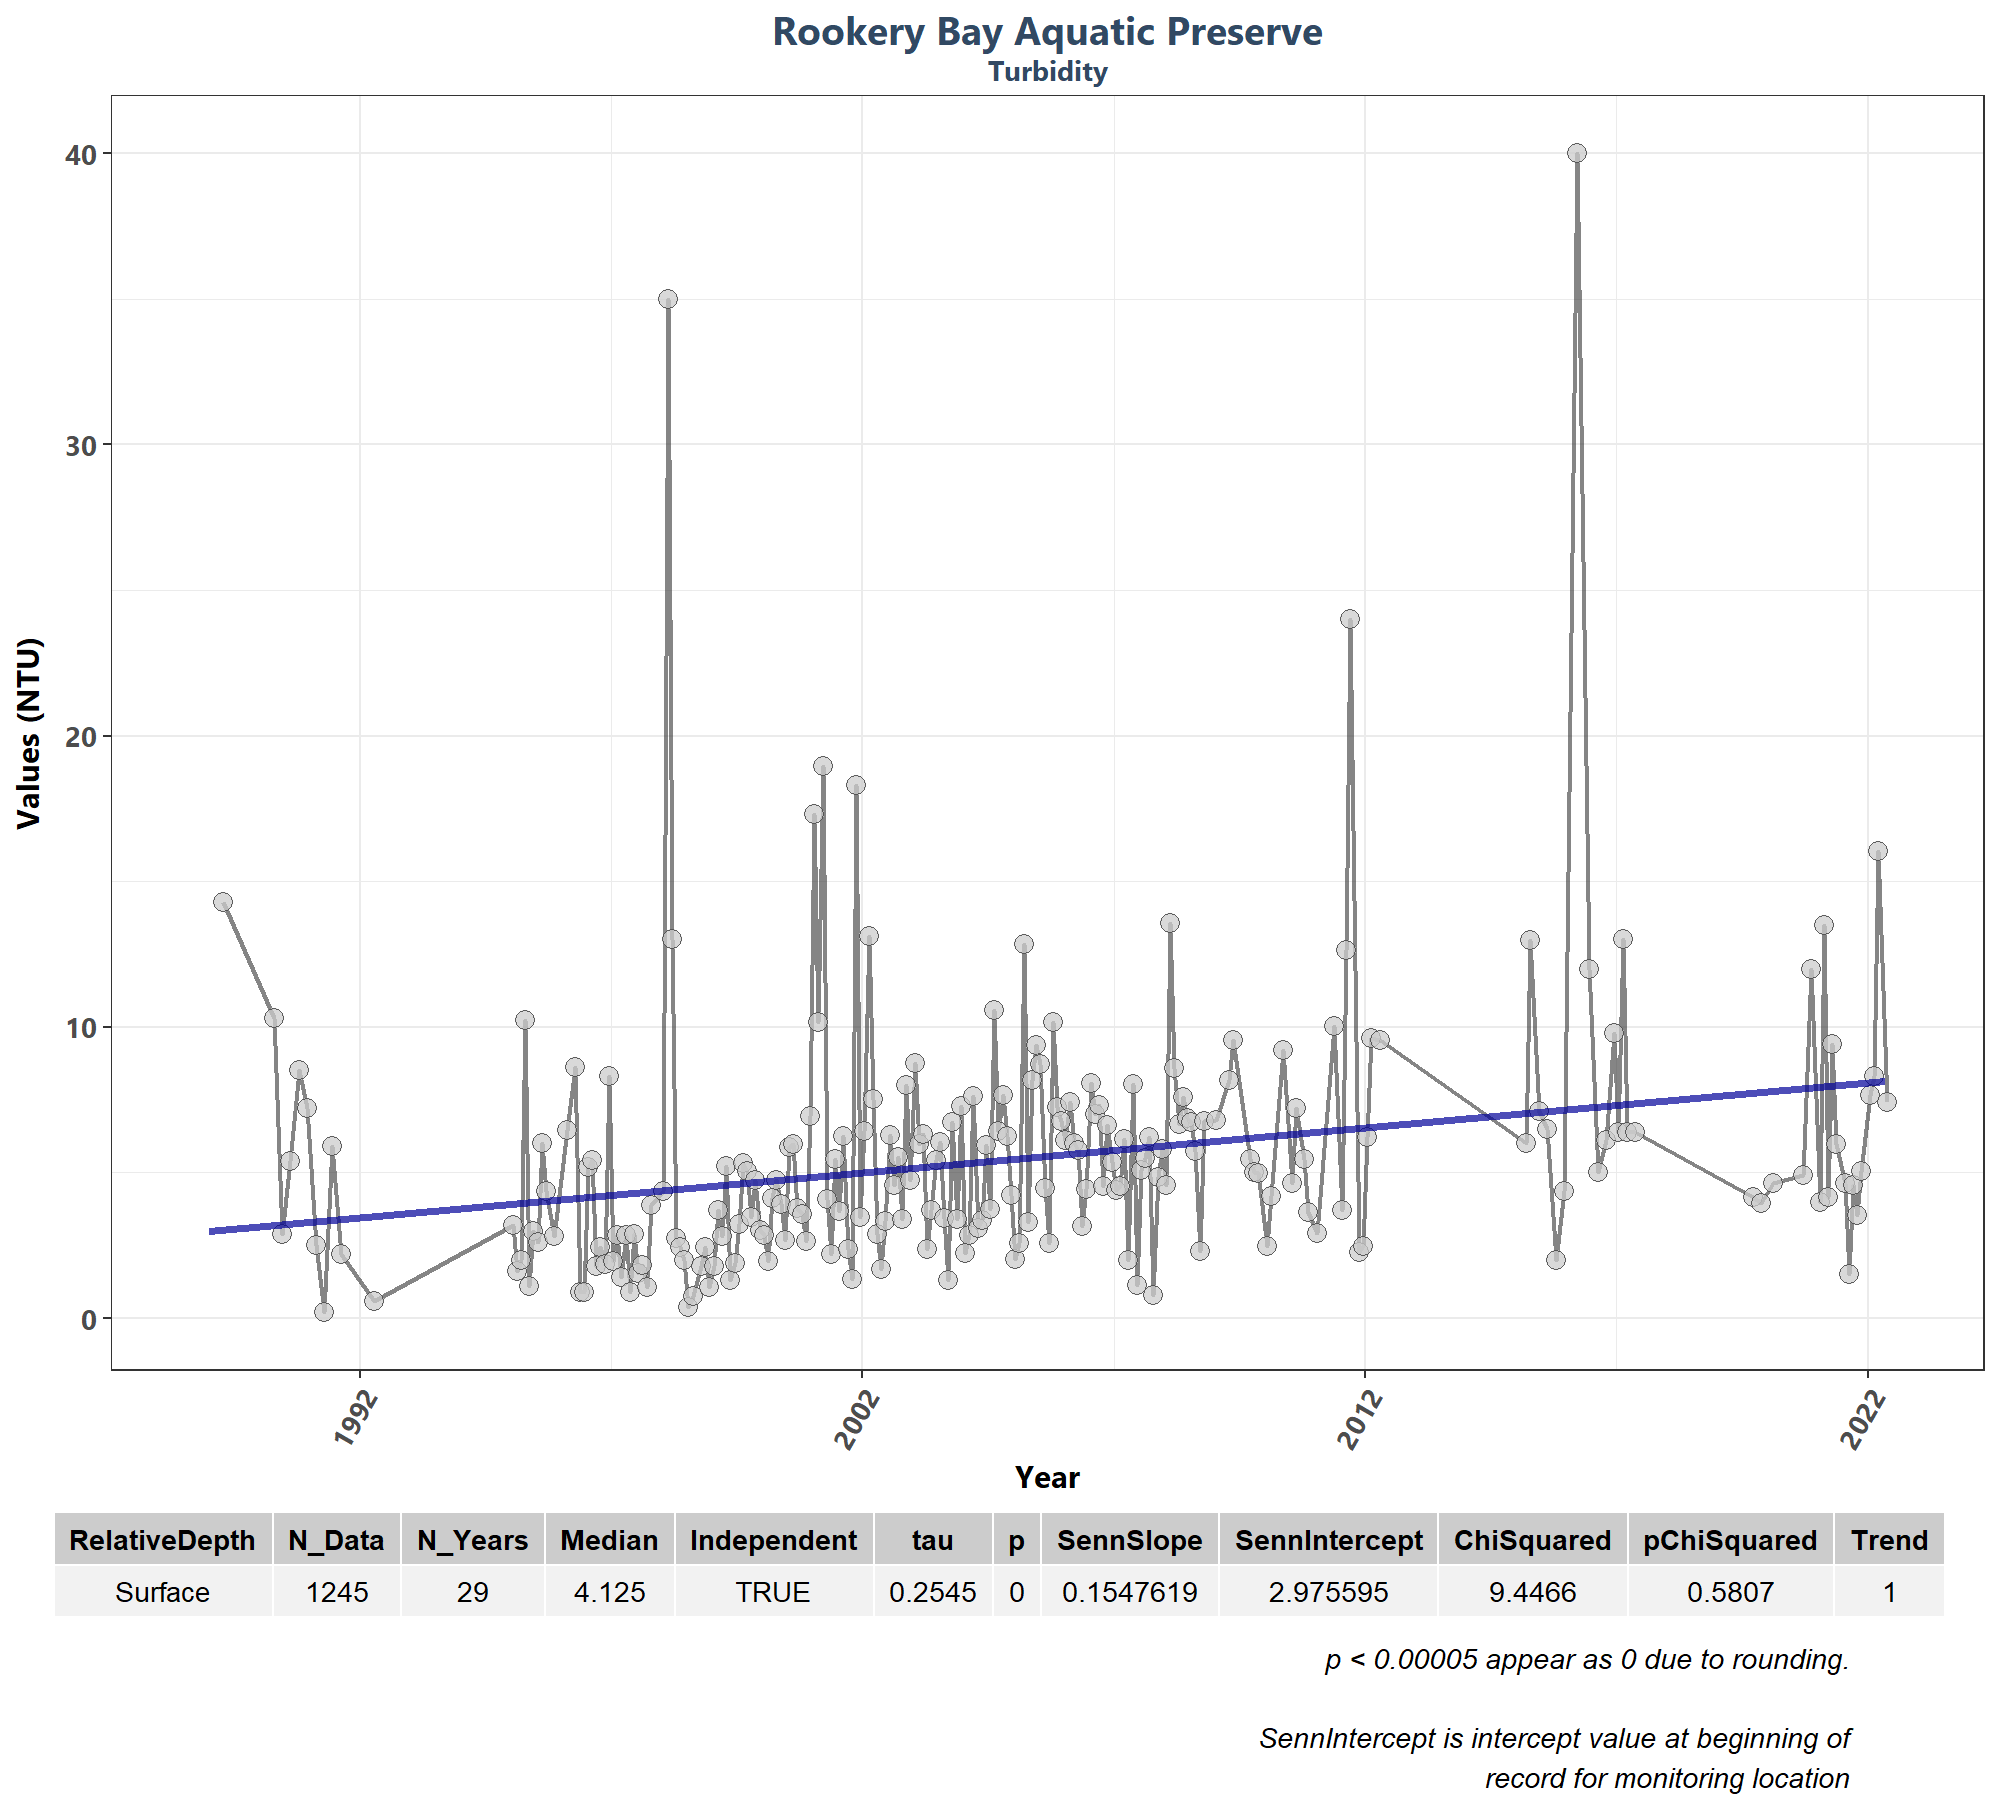 Rookery Bay Aquatic Preserve
Turbidity
Values (NTU)
40
30
20
10
0
1992 2002 2012 2022
Year
RelativeDepth N_Data N_Years Median Independent tau p SennSlope SennIntercept ChiSquared pChiSquared Trend
Surface 1245 29 4.125 TRUE 0.2545 0 0.1547619 2.975595 9.4466 0.5807 1
p < 0.00005 appear as 0 due to rounding.
SennIntercept is intercept value at beginning of
record for monitoring location